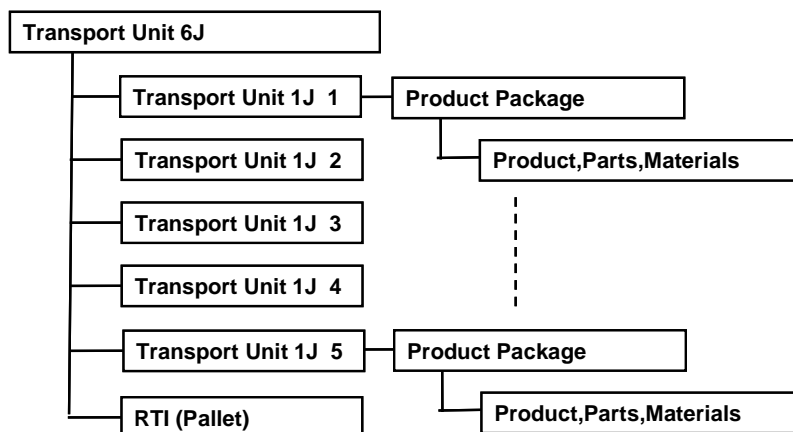 Transport Unit 6J
Transport Unit 1J 1
Product Package
Transport Unit 1J 2
Product,Parts,Materials
Transport Unit 1J 3
Transport Unit 1J 4
Transport Unit 1J 5
Product Package
RTI (Pallet)
Product,Parts,Materials